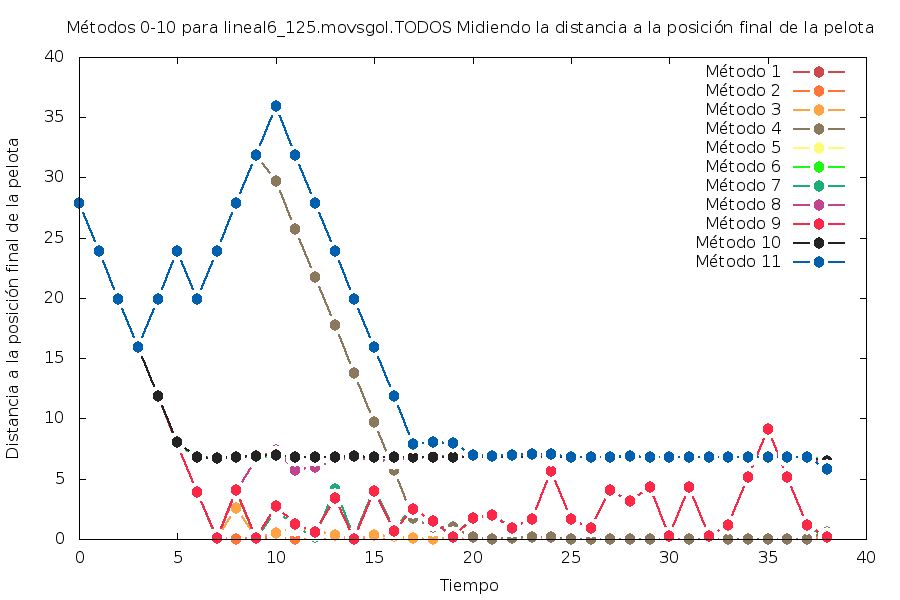 Métodos 0-10 para lineal6_125.movsgol.TODOS Midiendo la distancia a la posición final de la pelota
Distancia a la posición final de la pelota
40
35
30
25
20
15
10
5
0
Método 1
Método 2
Método 3
Método 4
Método 5
Método 6
Método 7
Método 8
Método 9
Método 10
Método 11
0 5 10 15 20 25 30 35 40
Tiempo